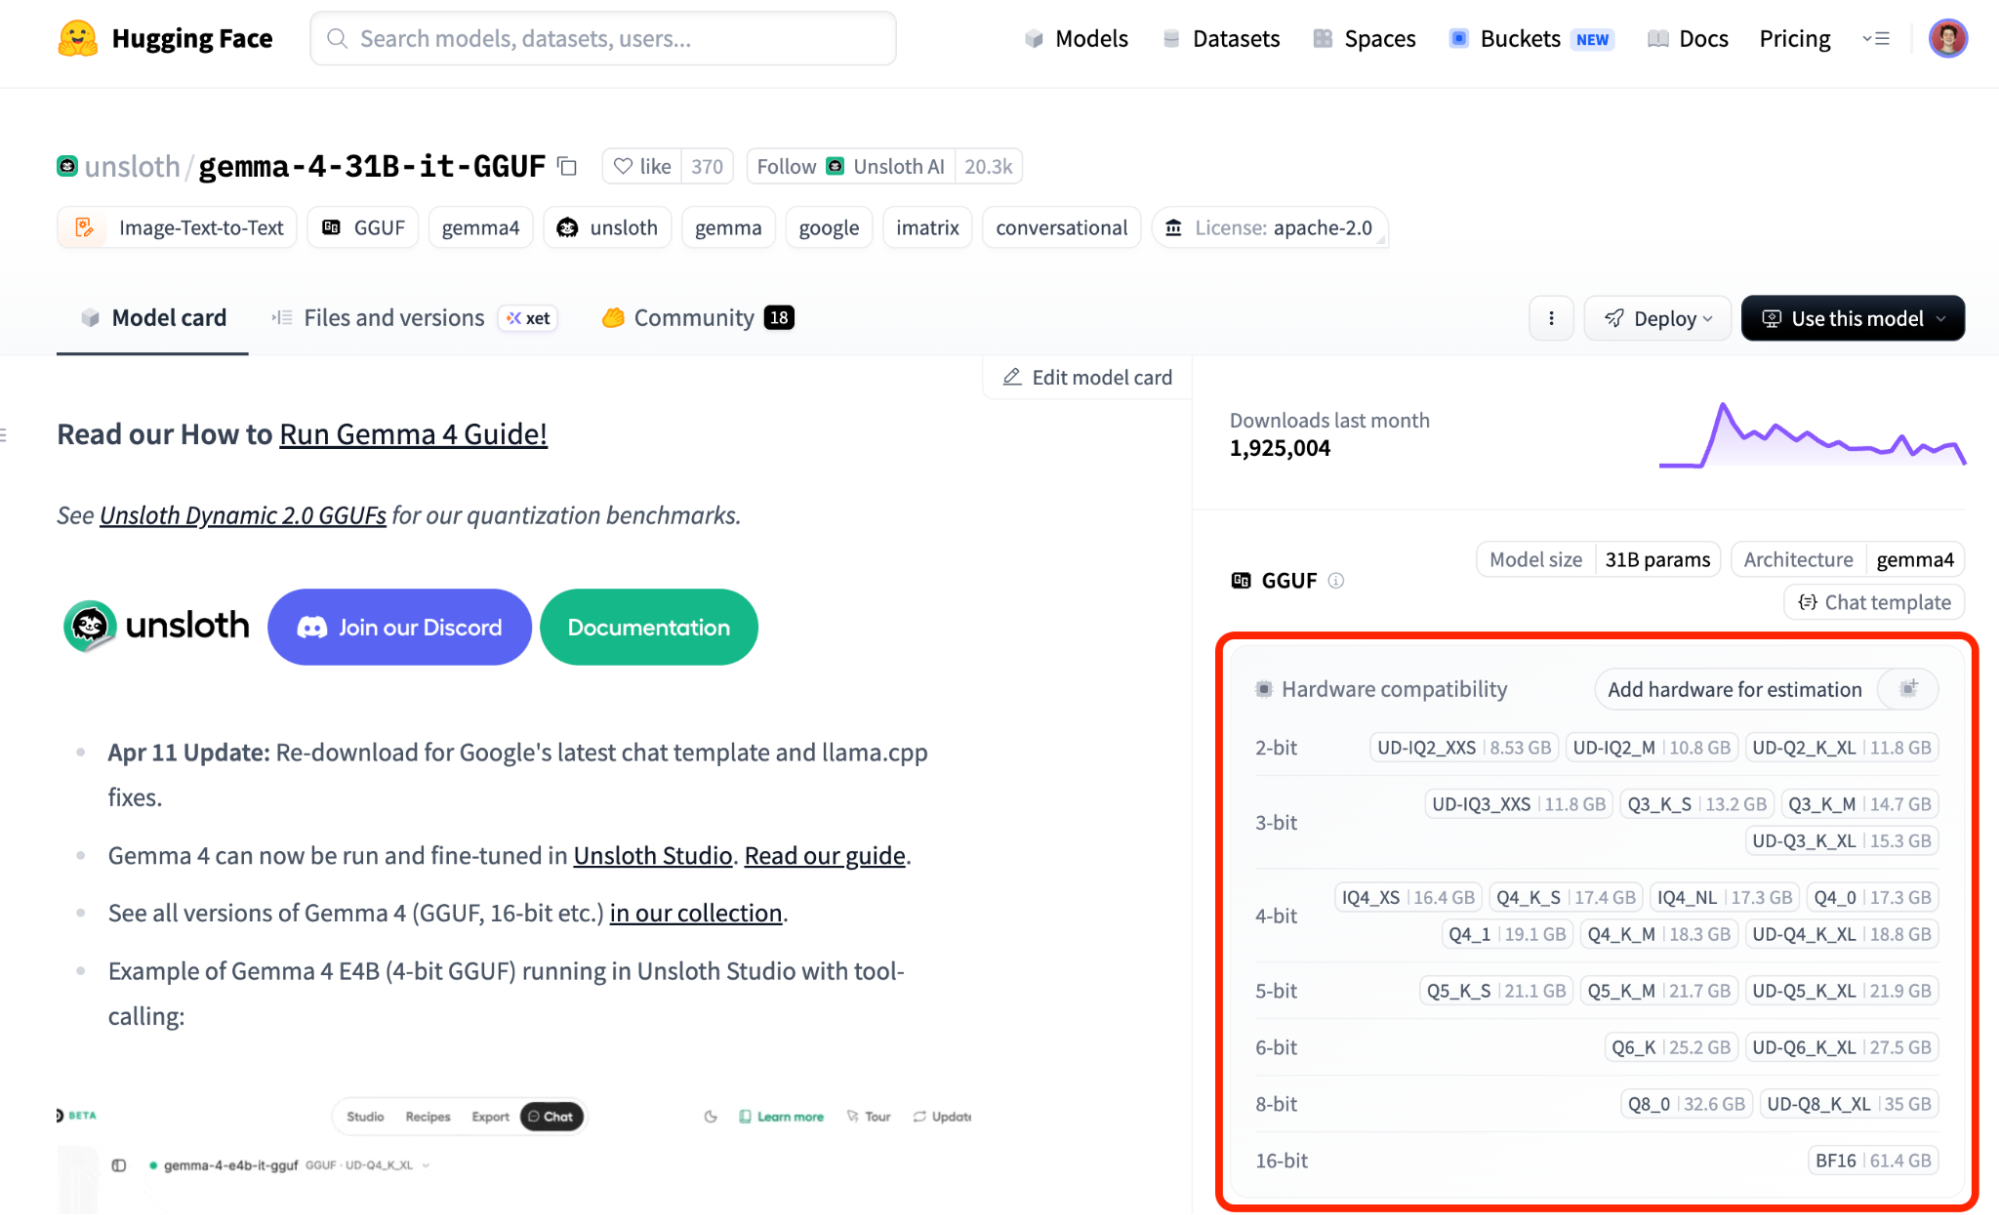 Hugging Face
Search models, datasets, users...
Models
Datasets
Spaces
Buckets NEW
Docs
Pricing
unsloth/gemma-4-31B-it-GGUF
like 370
Follow Unsloth AI 20.3k
Image-Text-to-Text
GGUF
gemma4
unsloth
gemma
google
imatrix
conversational
License: apache-2.0
Model card
Files and versions xet
Community 18
Deploy
Use this model
Edit model card
Read our How to Run Gemma 4 Guide!
See Unsloth Dynamic 2.0 GGUFs for our quantization benchmarks.
unsloth
Join our Discord
Documentation
Apr 11 Update: Re-download for Google's latest chat template and llama.cpp
fixes.
Gemma 4 can now be run and fine-tuned in Unsloth Studio. Read our guide.
See all versions of Gemma 4 (GGUF, 16-bit etc.) in our collection.
Example of Gemma 4 E4B (4-bit GGUF) running in Unsloth Studio with tool-
calling:
BETA
Studio Recipes Export Chat
Learn more Tour Update
gemma-4-e4b-it-gguf GGUF · UD-Q4_K_XL
Downloads last month
1,925,004
GGUF
Model size 31B params
Architecture gemma4
Chat template
Hardware compatibility
Add hardware for estimation
2-bit UD-IQ2_XXS 8.53 GB UD-IQ2_M 10.8 GB UD-Q2_K_XL 11.8 GB
3-bit UD-IQ3_XXS 11.8 GB Q3_K_S 13.2 GB Q3_K_M 14.7 GB
UD-Q3_K_XL 15.3 GB
4-bit IQ4_XS 16.4 GB Q4_K_S 17.4 GB IQ4_NL 17.3 GB Q4_0 17.3 GB
Q4_1 19.1 GB Q4_K_M 18.3 GB UD-Q4_K_XL 18.8 GB
5-bit Q5_K_S 21.1 GB Q5_K_M 21.7 GB UD-Q5_K_XL 21.9 GB
6-bit Q6_K 25.2 GB UD-Q6_K_XL 27.5 GB
8-bit Q8_0 32.6 GB UD-Q8_K_XL 35 GB
16-bit BF16 61.4 GB